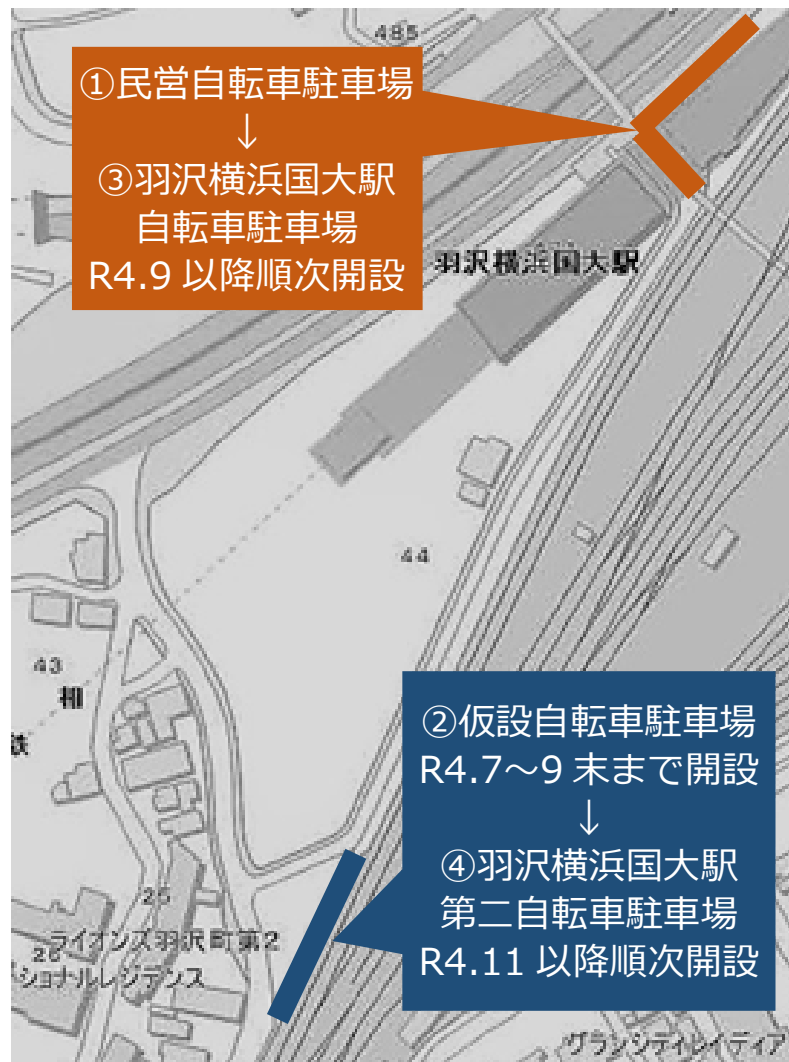 485
①民営自転車駐車場
↓
③羽沢横浜国大駅
自転車駐車場
R4.9 以降順次開設
羽沢横浜国大駅
44
43
相
鉄
②仮設自転車駐車場
R4.7～9 末まで開設
↓
④羽沢横浜国大駅
第二自転車駐車場
R4.11 以降順次開設
25
ライオンズ羽沢町第2
26
ショナルレジデンス
グランシティレイディア